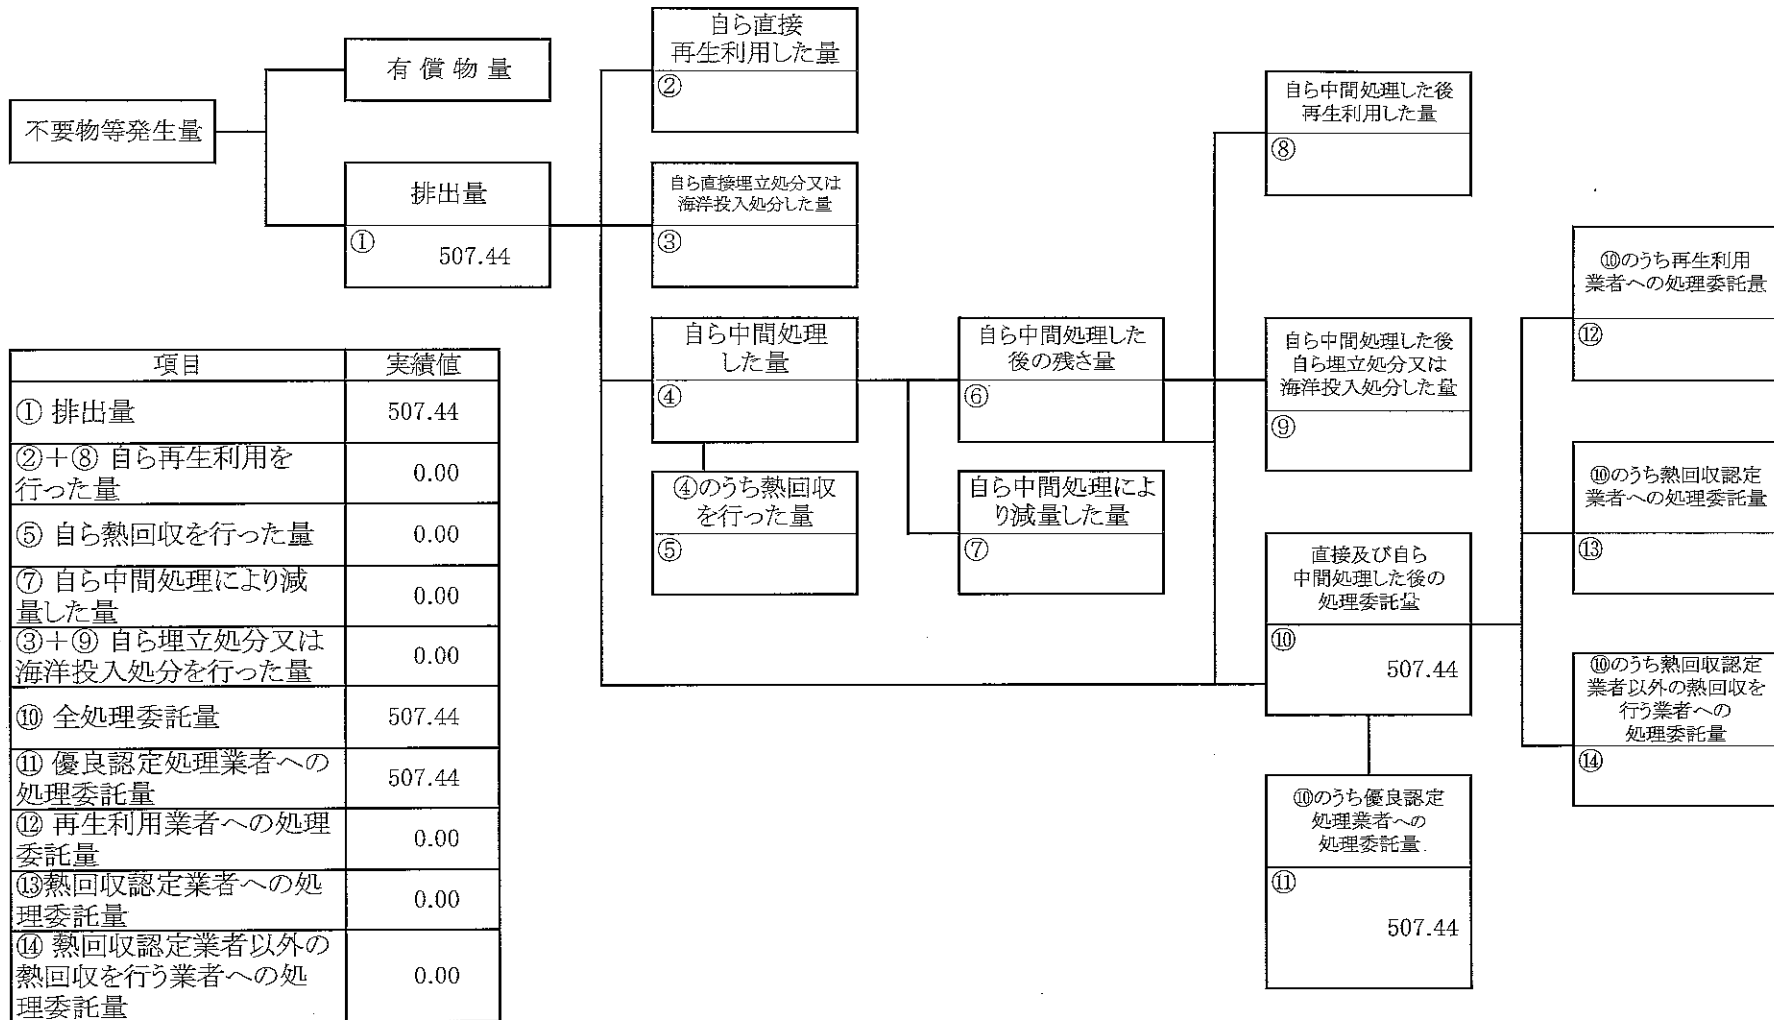 不要物等発生量
有償物量
排出量
①
507.44
自ら直接
再生利用した量
②
自ら直接埋立処分又は
海洋投入処分した量
③
自ら中間処理
した量
④
④のうち熱回収
を行った量
⑤
自ら中間処理した
後の残さ量
⑥
自ら中間処理によ
り減量した量
⑦
自ら中間処理した後
再生利用した量
⑧
自ら中間処理した後
自ら埋立処分又は
海洋投入処分した量
⑨
直接及び自ら
中間処理した後の
処理委託量
⑩
507.44
⑩のうち優良認定
処理業者への
処理委託量
⑪
507.44
⑩のうち再生利用
業者への処理委託量
⑫
⑩のうち熱回収認定
業者への処理委託量
⑬
⑩のうち熱回収認定
業者以外の熱回収を
行う業者への
処理委託量
⑭
項目 実績値
① 排出量 507.44
②+⑧ 自ら再生利用を
行った量 0.00
⑤ 自ら熱回収を行った量 0.00
⑦ 自ら中間処理により減
量した量 0.00
③+⑨ 自ら埋立処分又は
海洋投入処分を行った量 0.00
⑩ 全処理委託量 507.44
⑪ 優良認定処理業者への
処理委託量 507.44
⑫ 再生利用業者への処理
委託量 0.00
⑬熱回収認定業者への処
理委託量 0.00
⑭ 熱回収認定業者以外の
熱回収を行う業者への処
理委託量 0.00